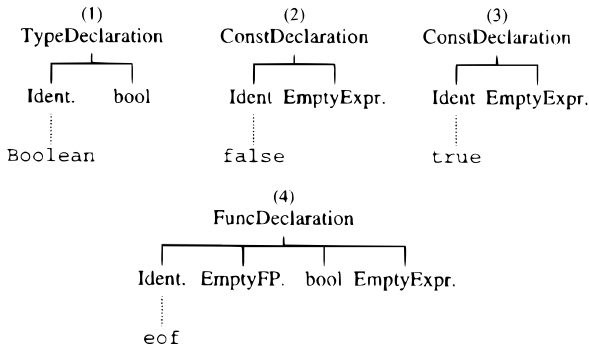 (1) (2) (3)
TypeDeclaration ConstDeclaration ConstDeclaration
Ident. bool Ident EmptyExpr. Ident EmptyExpr.
Boolean false true
(4)
FuncDeclaration
Ident. EmptyFP. bool EmptyExpr.
eof